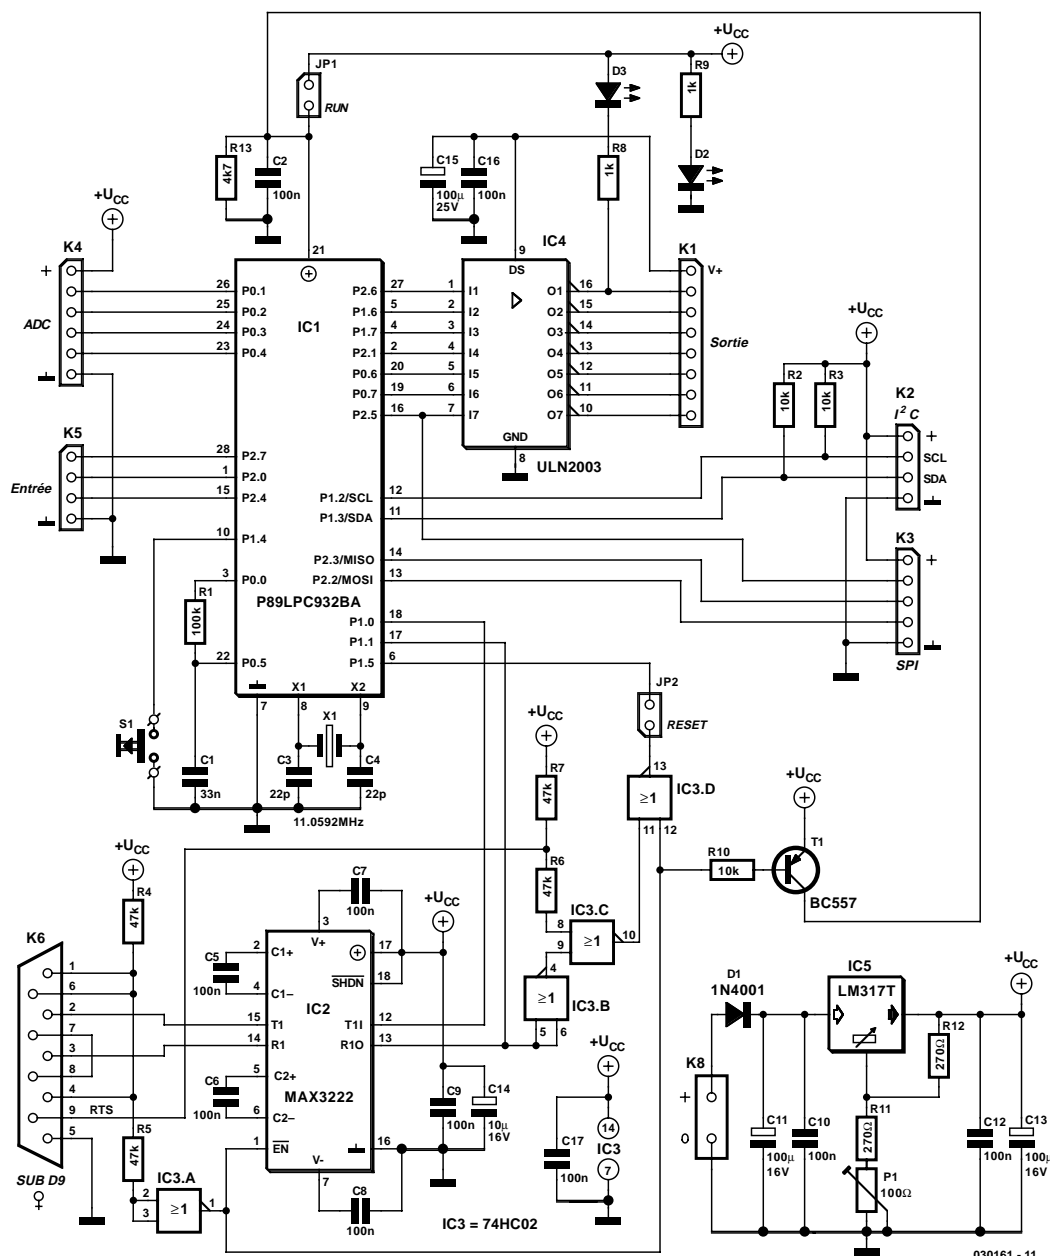 +UCC
JP1
RUN
D3
R9
1k
R13
4k7
C2
100n
C15
100µ
25V
C16
100n
R8
1k
D2
+UCC
K4
+
ADC
21
IC1
26 P0.1
25 P0.2
24 P0.3
23 P0.4
P2.6 27
P1.6 5
P1.7 4
P2.1 2
P0.6 20
P0.7 19
P2.5 16
IC4
9
DS
1 I1
2 I2
3 I3
4 I4
5 I5
6 I6
7 I7
O1 16
O2 15
O3 14
O4 13
O5 12
O6 11
O7 10
GND
8
ULN2003
K1
V+
Sortie
+UCC
R2
10k
R3
10k
K2
I2 C
+
SCL
SDA
K5
Entrée
28 P2.7
1 P2.0
15 P2.4
10 P1.4
3 P0.0
22 P0.5
P1.2/SCL 12
P1.3/SDA 11
P2.3/MISO 14
P2.2/MOSI 13
P89LPC932BA
P1.0 18
P1.1 17
P1.5 6
K3
+
SPI
R1
100k
X1 X2
7 8 9
S1
C1
33n
X1
C3
22p
C4
22p
11.0592MHz
JP2
RESET
+UCC
R7
47k
13
≥1
IC3.D
11 12
+UCC
T1
R10
10k
BC557
R6
47k
+UCC
R4
47k
K6
1
6
2
7
3
8
4
9
5
RTS
R5
47k
SUB D9
♀
IC3.A
2
3
≥1
1
C7
100n
+UCC
3
V+
2 C1+
4 C1–
C5
100n
17
SHDN 18
IC2
15 T1
14 R1
T1I 12
R1O 13
5 C2+
6 C2–
C6
100n
MAX3222
1 EN
16
V-
7
C8
100n
C9
100n
C14
10µ
16V
IC3.C
8
9
≥1
10
4
≥1
IC3.B
5 6
+UCC
C17
100n
14
IC3
7
IC3 = 74HC02
D1
1N4001
IC5
LM317T
+UCC
R12
270Ω
K8
+
0
C11
100µ
16V
C10
100n
R11
270Ω
P1
100Ω
C12
100n
C13
100µ
16V
030161 - 11